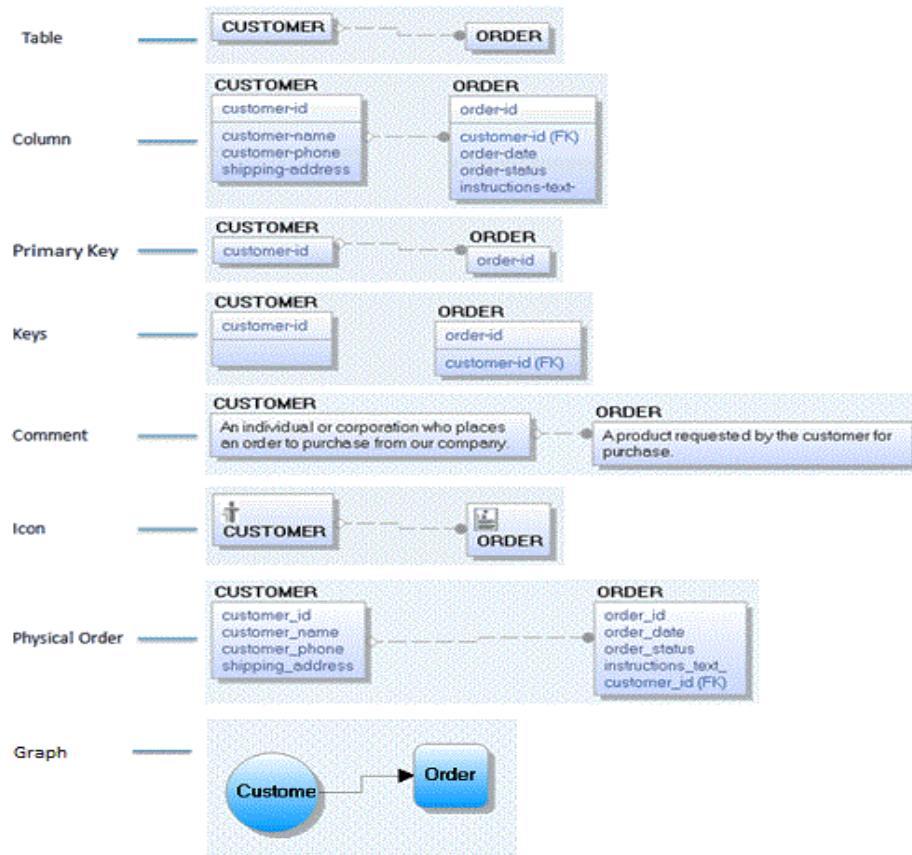 Table
CUSTOMER
ORDER
Column
CUSTOMER
customer-id
customer-name
customer-phone
shipping-address
ORDER
order-id
customer-id (FK)
order-date
order-status
instructions-text-
Primary Key
CUSTOMER
customer-id
ORDER
order-id
Keys
CUSTOMER
customer-id
ORDER
order-id
customer-id (FK)
Comment
CUSTOMER
An individual or corporation who places
an order to purchase from our company.
ORDER
A product requested by the customer for
purchase.
Icon
CUSTOMER
ORDER
Physical Order
CUSTOMER
customer_id
customer_name
customer_phone
shipping_address
ORDER
order_id
order_date
order_status
instructions_text_
customer_id (FK)
Graph
Custome
Order